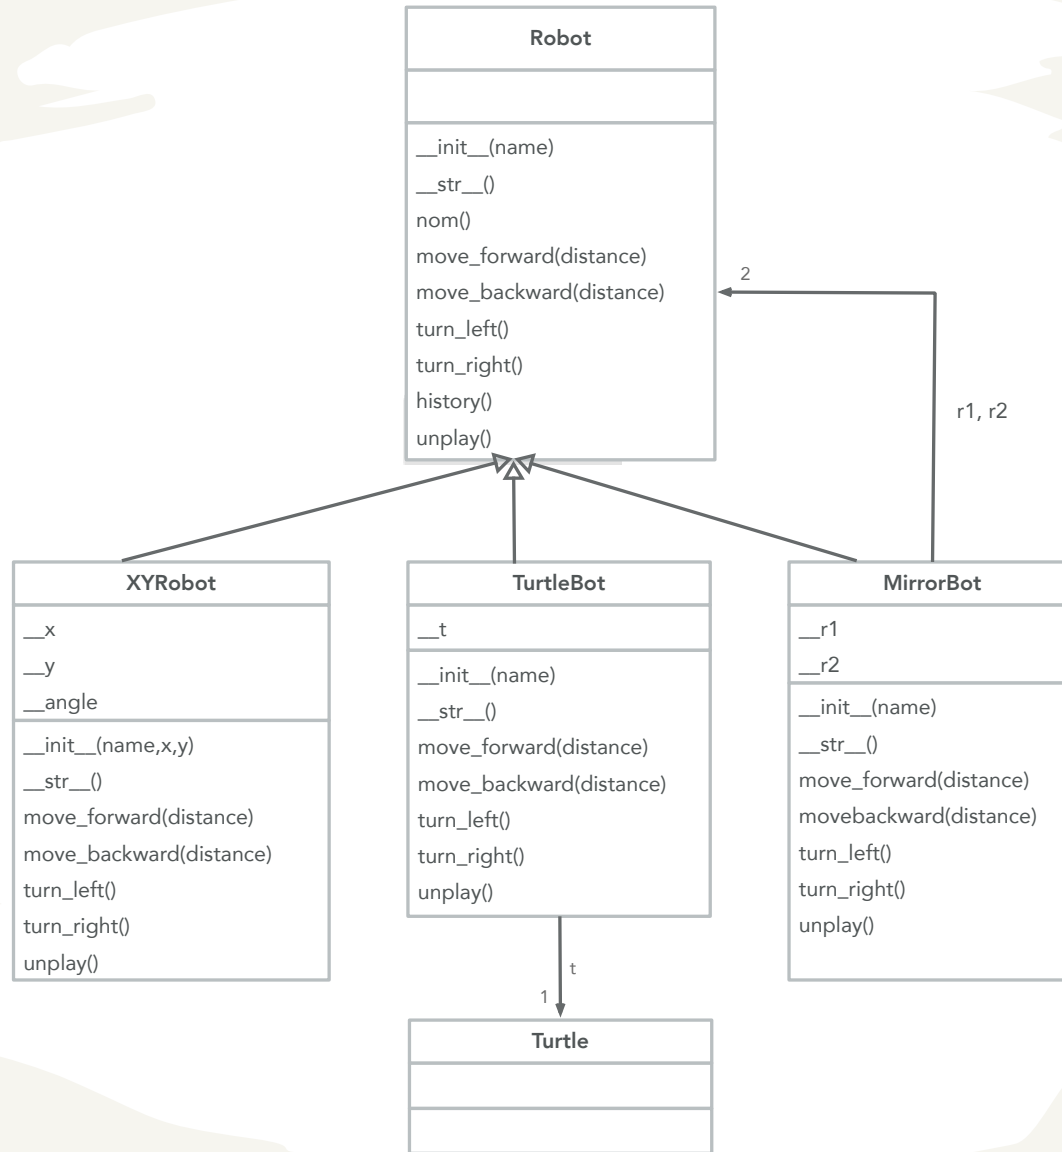 Robot
__init__(name)
__str__()
nom()
move_forward(distance)
move_backward(distance)
turn_left()
turn_right()
history()
unplay()
2
r1, r2
XYRobot
__x
__y
__angle
__init__(name,x,y)
__str__()
move_forward(distance)
move_backward(distance)
turn_left()
turn_right()
unplay()
TurtleBot
__t
__init__(name)
__str__()
move_forward(distance)
move_backward(distance)
turn_left()
turn_right()
unplay()
MirrorBot
__r1
__r2
__init__(name)
__str__()
move_forward(distance)
movebackward(distance)
turn_left()
turn_right()
unplay()
t
1
Turtle